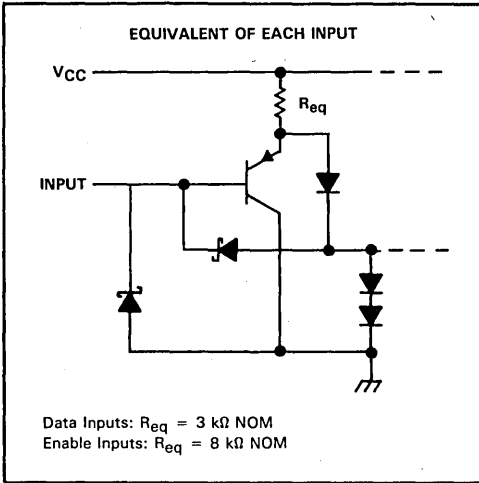 EQUIVALENT OF EACH INPUT
VCC
Req
INPUT
Data Inputs: Req = 3 kΩ NOM
Enable Inputs: Req = 8 kΩ NOM